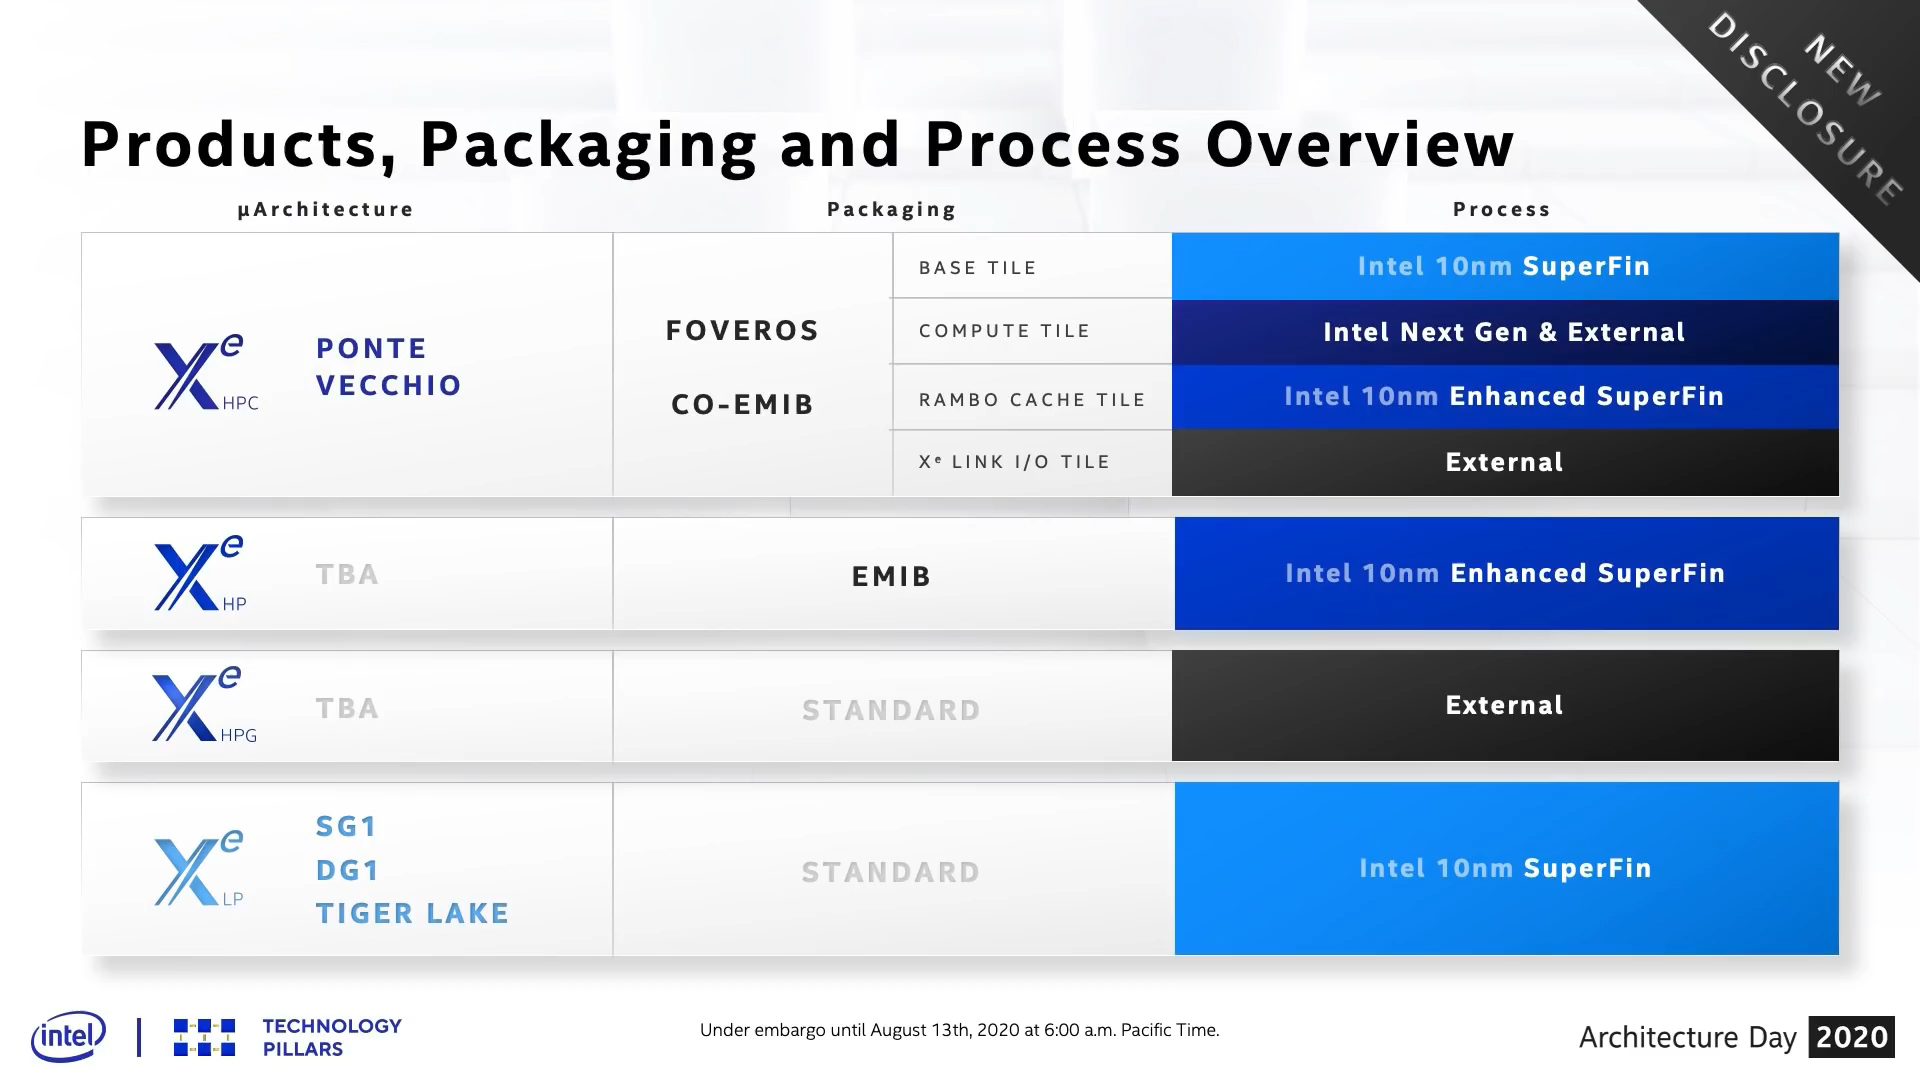 NEW
DISCLOSURE
Products, Packaging and Process Overview
µArchitecture Packaging Process
Xe HPC
PONTE
VECCHIO
FOVEROS
CO-EMIB
BASE TILE Intel 10nm SuperFin
COMPUTE TILE Intel Next Gen & External
RAMBO CACHE TILE Intel 10nm Enhanced SuperFin
Xᵉ LINK I/O TILE External
Xe HP TBA EMIB Intel 10nm Enhanced SuperFin
Xe HPG TBA STANDARD External
Xe LP
SG1
DG1
TIGER LAKE
STANDARD Intel 10nm SuperFin
intel
TECHNOLOGY
PILLARS
Under embargo until August 13th, 2020 at 6:00 a.m. Pacific Time.
Architecture Day 2020